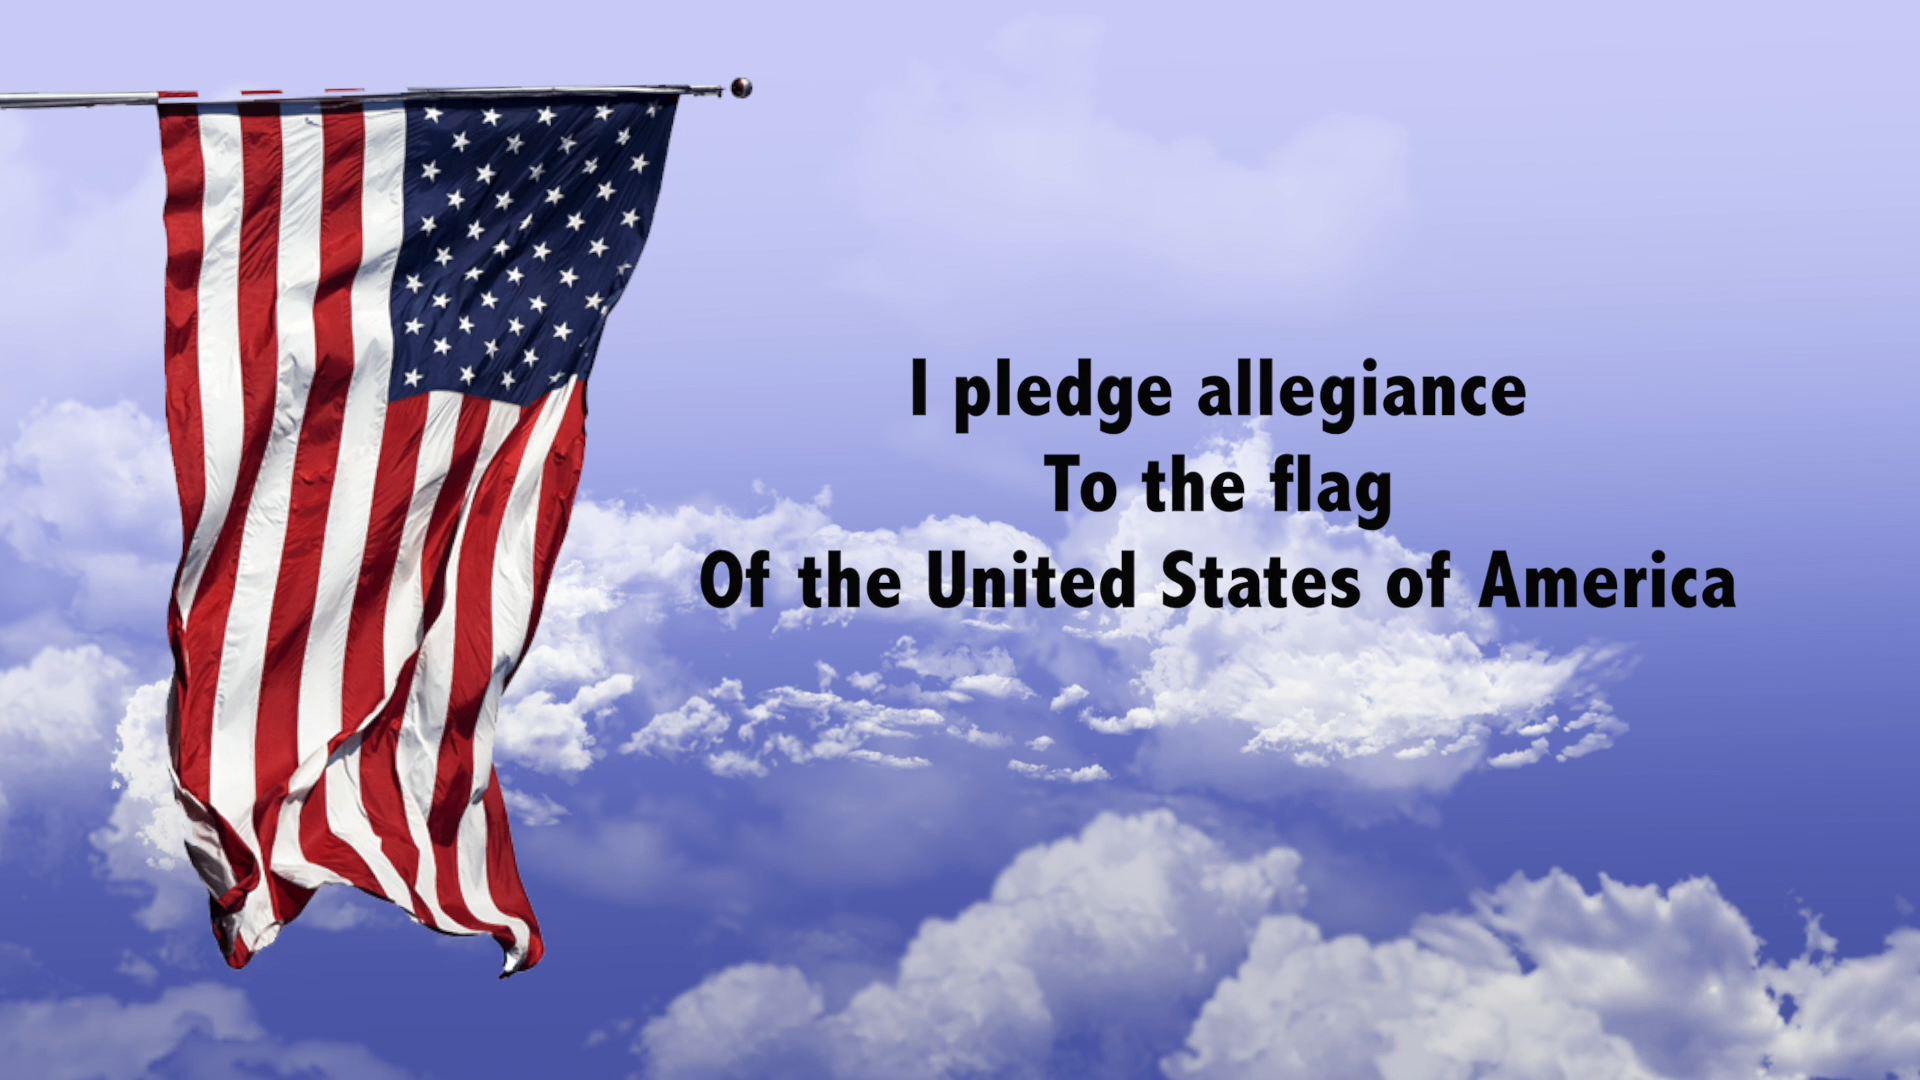 I pledge allegiance
To the flag
Of the United States of America